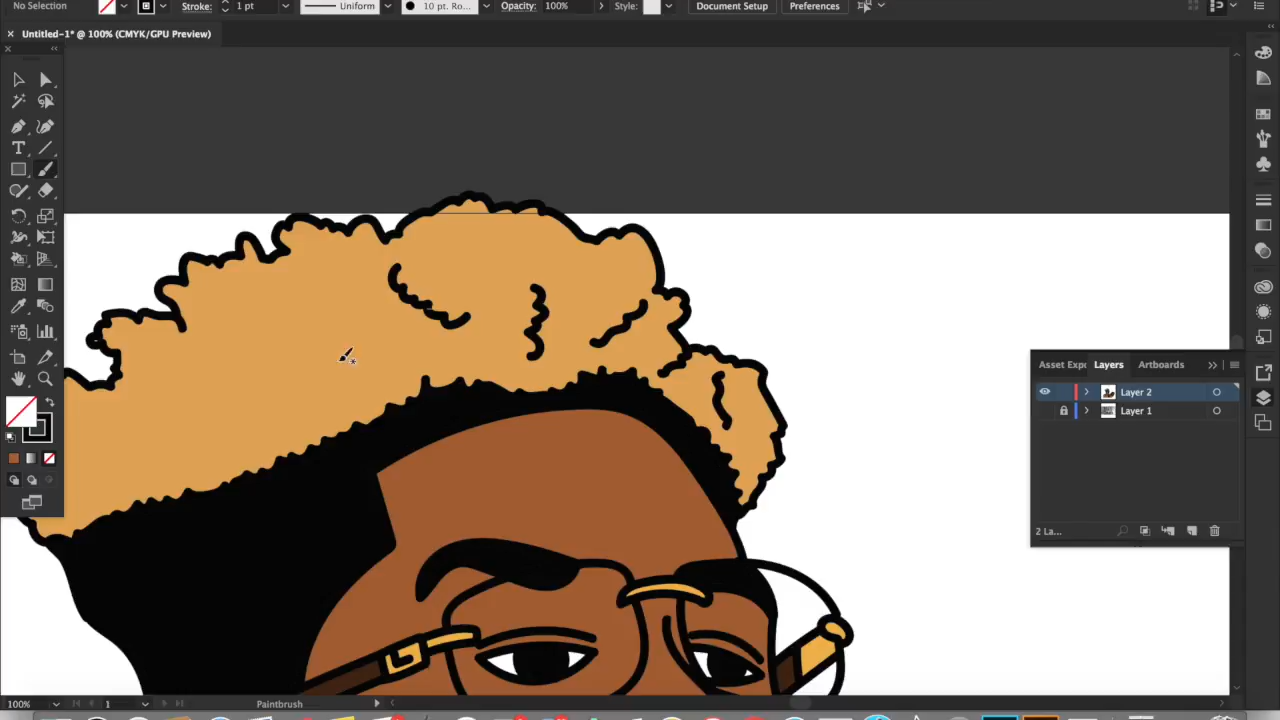 No Selection Stroke: 1 pt Uniform 10 pt. Ro... Opacity: 100% Style: Document Setup Preferences
Untitled-1* @ 100% (CMYK/GPU Preview)
Asset Expo Layers Artboards
Layer 2
Layer 1
2 La...
100% 1 Paintbrush